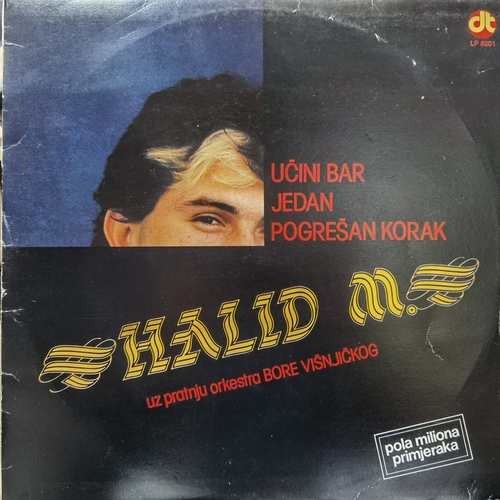 dt
LP 8201
UČINI BAR
JEDAN
POGREŠAN KORAK
HALID M.
uz pratnju orkestra BORE VIŠNJIČKOG
pola miliona
primjeraka